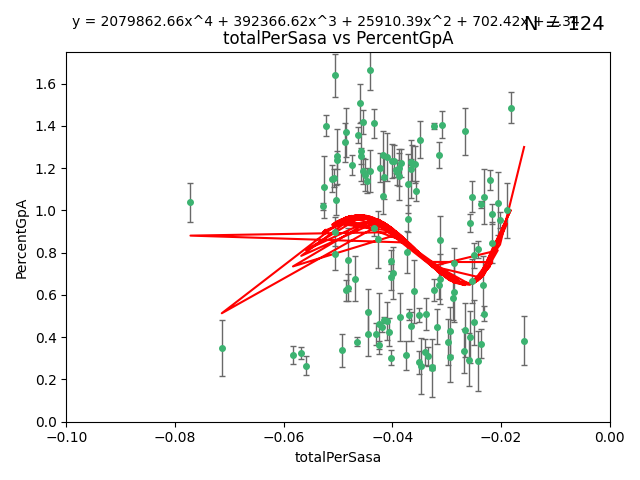 y = 2079862.66x^4 + 392366.62x^3 + 25910.39x^2 + 702.42x + 7.31
N = 124
totalPerSasa vs PercentGpA
PercentGpA
1.6
1.4
1.2
1.0
0.8
0.6
0.4
0.2
0.0
−0.10 −0.08 −0.06 −0.04 −0.02 0.00
totalPerSasa